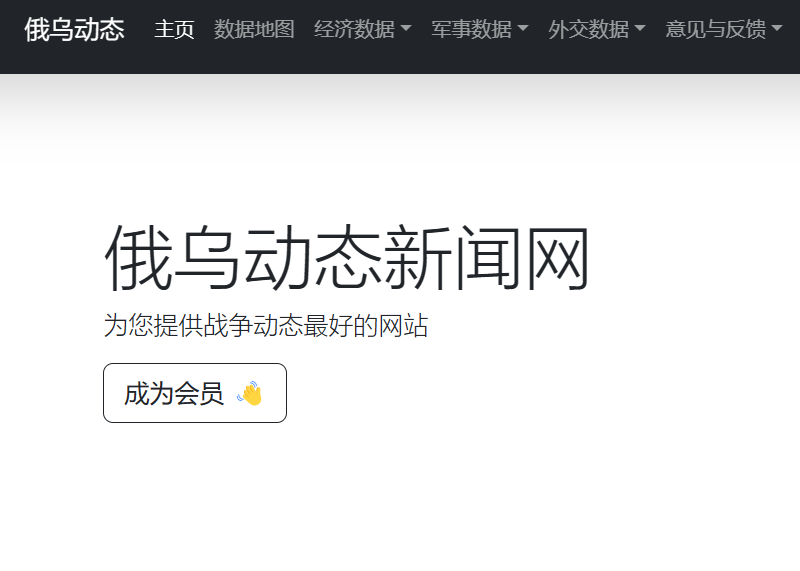 俄乌动态 主页 数据地图 经济数据 军事数据 外交数据 意见与反馈
俄乌动态新闻网
为您提供战争动态最好的网站
成为会员 👋